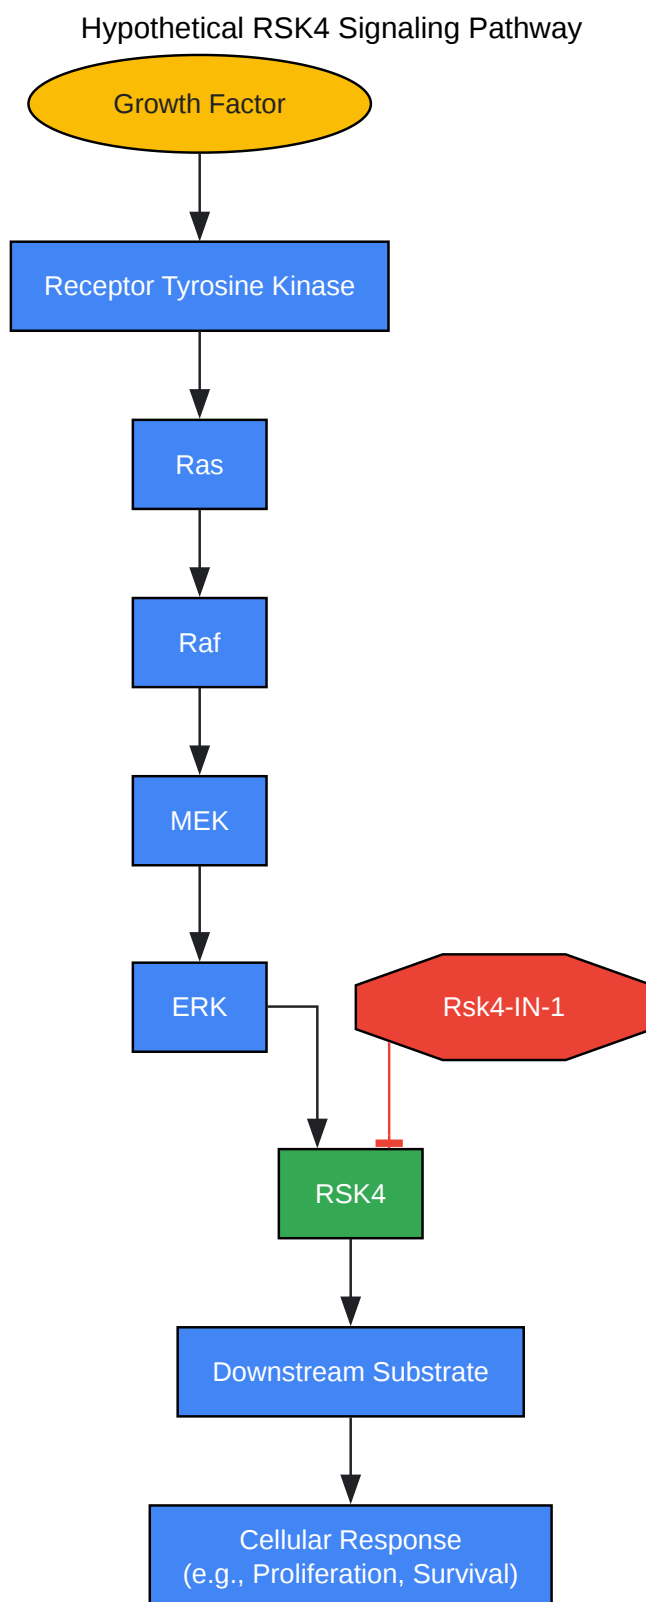 Hypothetical RSK4 Signaling Pathway
Growth Factor
Receptor Tyrosine Kinase
Ras
Raf
MEK
ERK
Rsk4-IN-1
RSK4
Downstream Substrate
Cellular Response
(e.g., Proliferation, Survival)